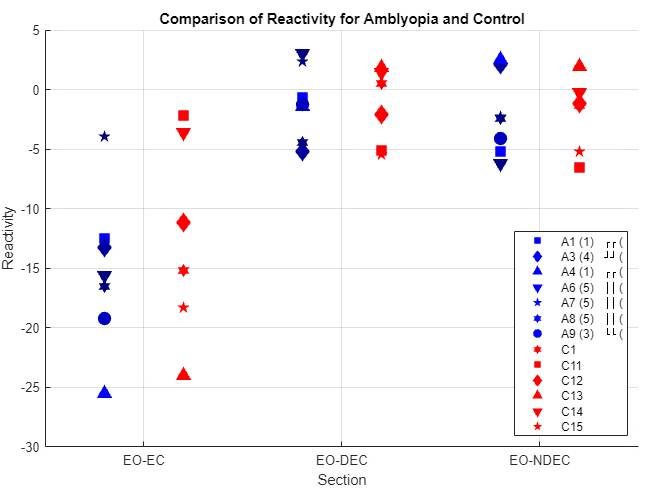 Comparison of Reactivity for Amblyopia and Control
5
0
-5
-10
-15
-20
-25
-30
Reactivity
EO-EC
EO-DEC
EO-NDEC
Section
A1 (1) ┌┌ (
A3 (4) ┘┘ (
A4 (1) ┌┌ (
A6 (5) ││ (
A7 (5) ││ (
A8 (5) ││ (
A9 (3) └└ (
C1
C11
C12
C13
C14
C15